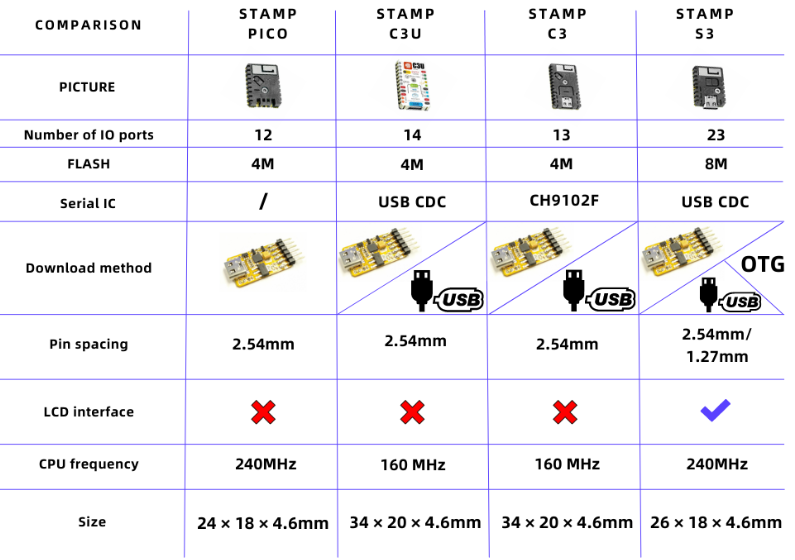 COMPARISON
STAMP
PICO
STAMP
C3U
STAMP
C3
STAMP
S3
PICTURE
C3U
Number of IO ports
12
14
13
23
FLASH
4M
4M
4M
8M
Serial IC
/
USB CDC
CH9102F
USB CDC
Download method
USB
USB
OTG
USB
Pin spacing
2.54mm
2.54mm
2.54mm
2.54mm/
1.27mm
LCD interface
CPU frequency
240MHz
160 MHz
160 MHz
240MHz
Size
24 × 18 × 4.6mm
34 × 20 × 4.6mm
34 × 20 × 4.6mm
26 × 18 × 4.6mm